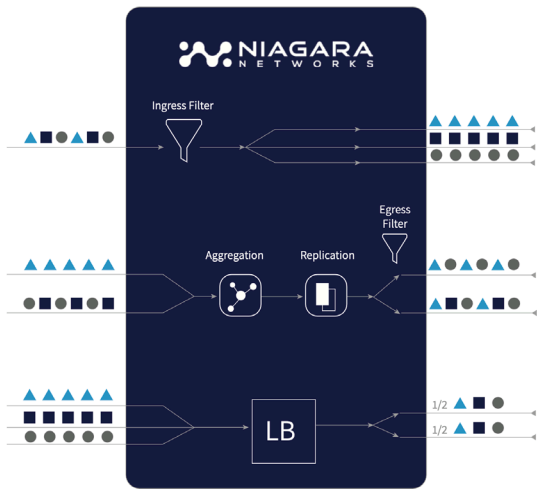 NIAGARA
NETWORKS
Ingress Filter
Egress
Filter
Aggregation
Replication
LB
1/2
1/2